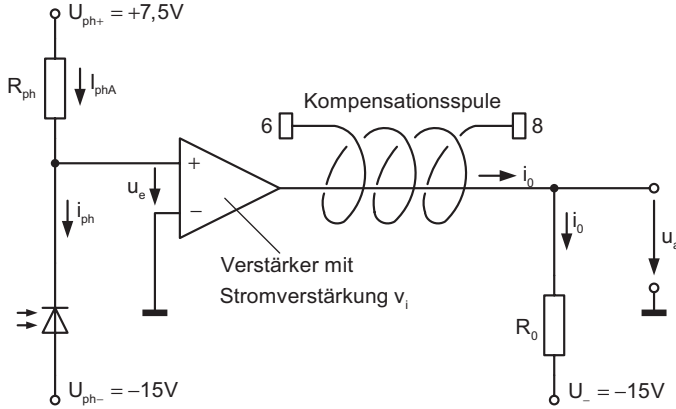 U_ph+ = +7,5V
R_ph
I_phA
Kompensationsspule
6
8
+
−
u_e
i_0
i_ph
i_0
u_a
Verstärker mit
Stromverstärkung v_i
R_0
U_ph− = −15V
U_− = −15V